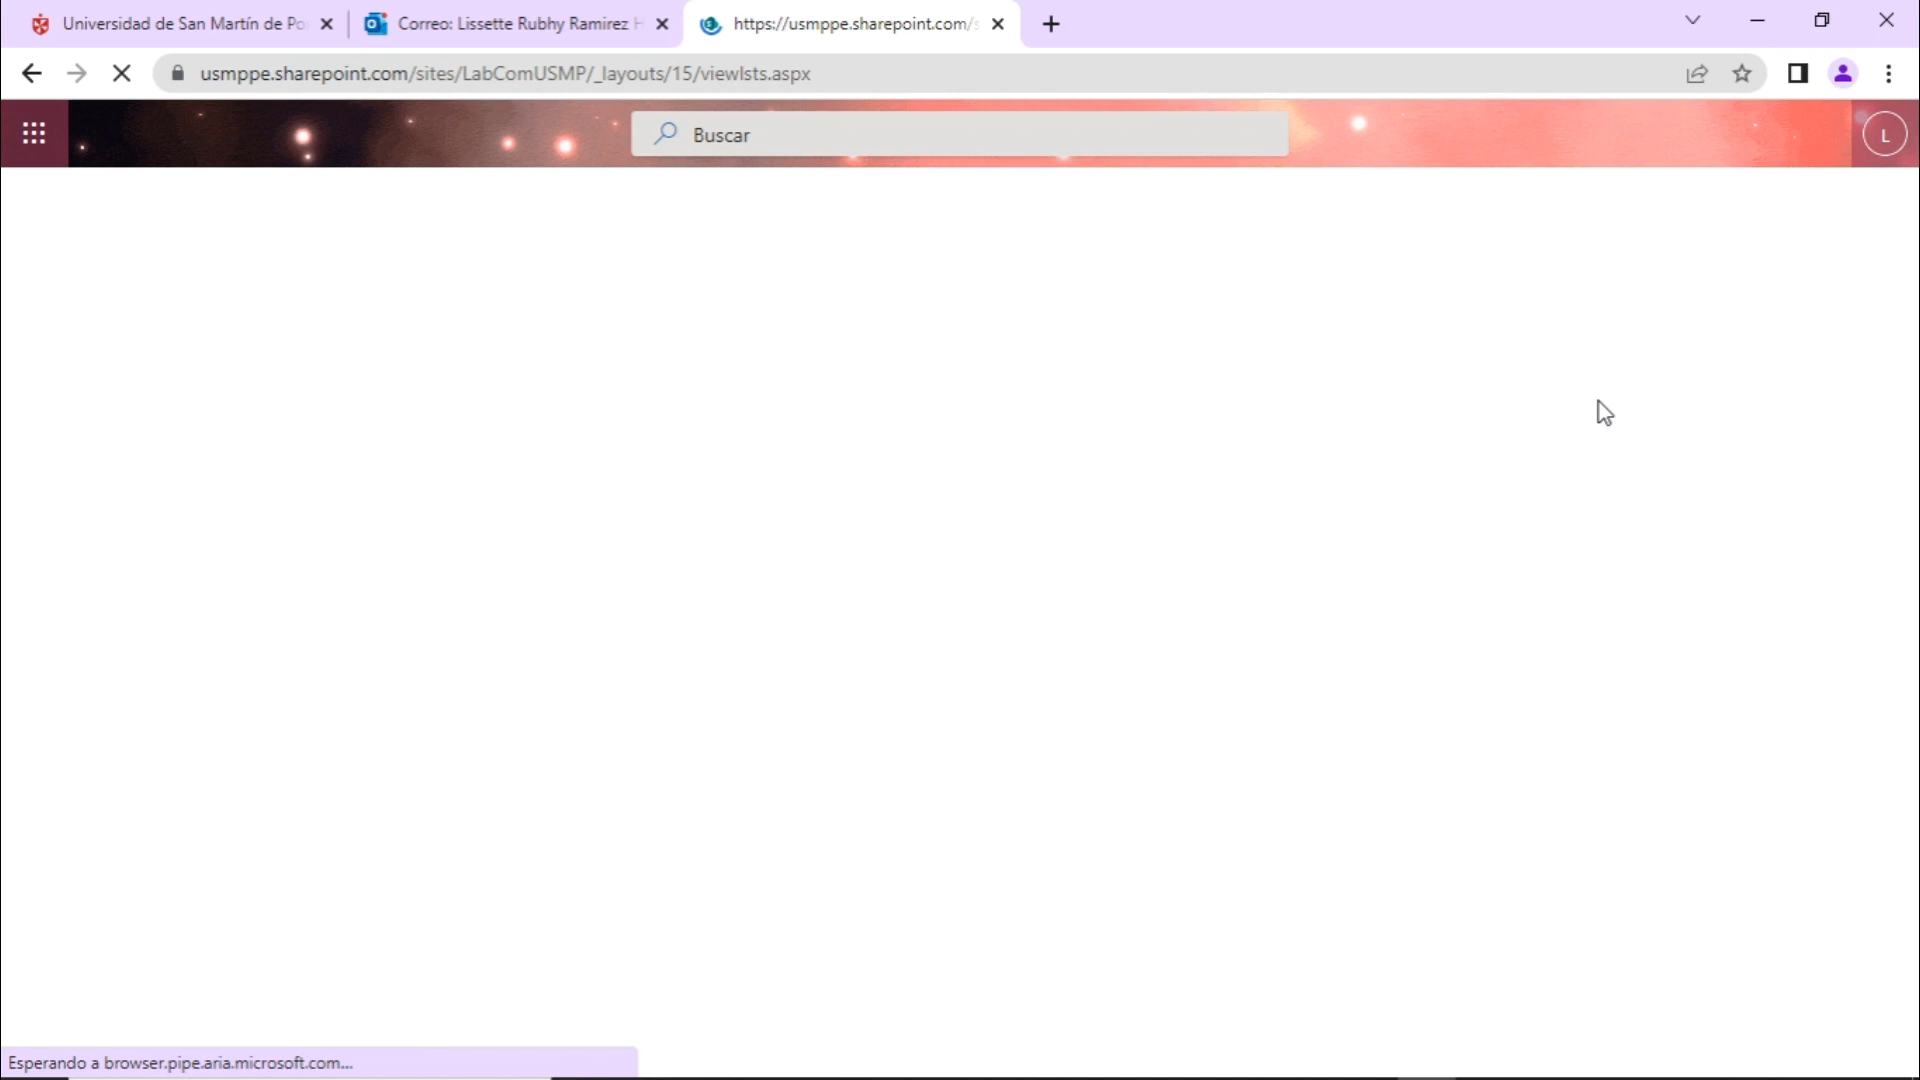 Universidad de San Martín de Po
Correo: Lissette Rubhy Ramirez H
https://usmppe.sharepoint.com/s
usmppe.sharepoint.com/sites/LabComUSMP/_layouts/15/viewlsts.aspx
Buscar
L
Esperando a browser.pipe.aria.microsoft.com...